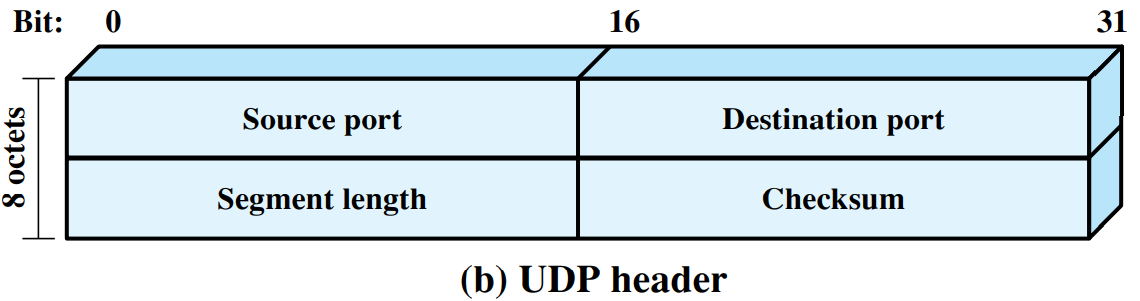 Bit: 0 16 31
8 octets
Source port Destination port
Segment length Checksum
(b) UDP header